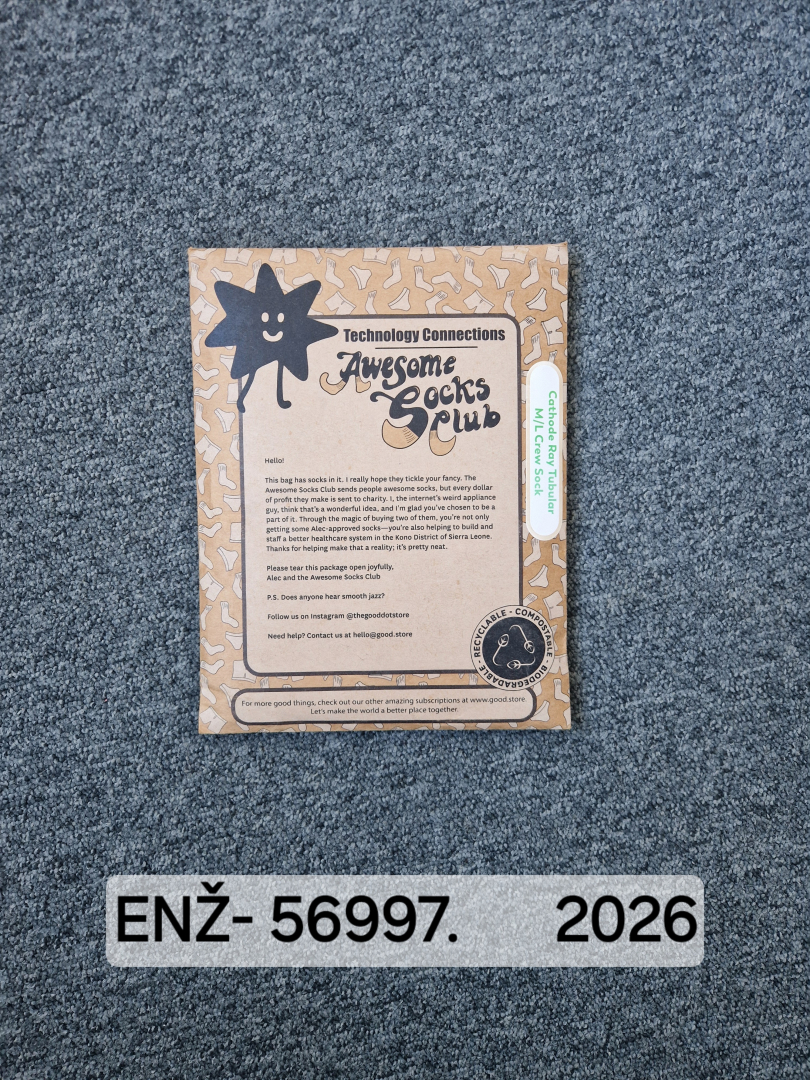 Technology Connections
Awesome
Socks
Club
Cathode Ray Tubular
M/L Crew Sock
Hello!
This bag has socks in it. I really hope they tickle your fancy. The
Awesome Socks Club sends people awesome socks, but every dollar
of profit they make is sent to charity. I, the internet's weird appliance
guy, think that's a wonderful idea, and I'm glad you've chosen to be a
part of it. Through the magic of buying two of them, you're not only
getting some Alec-approved socks—you're also helping to build and
staff a better healthcare system in the Kono District of Sierra Leone.
Thanks for helping make that a reality; it's pretty neat.
Please tear this package open joyfully,
Alec and the Awesome Socks Club
P.S. Does anyone hear smooth jazz?
Follow us on Instagram @thegooddotstore
Need help? Contact us at hello@good.store
RECYCLABLE - COMPOSTABLE - BIODEGRADABLE -
For more good things, check out our other amazing subscriptions at www.good.store.
Let's make the world a better place together.
ENŽ- 56997. 2026